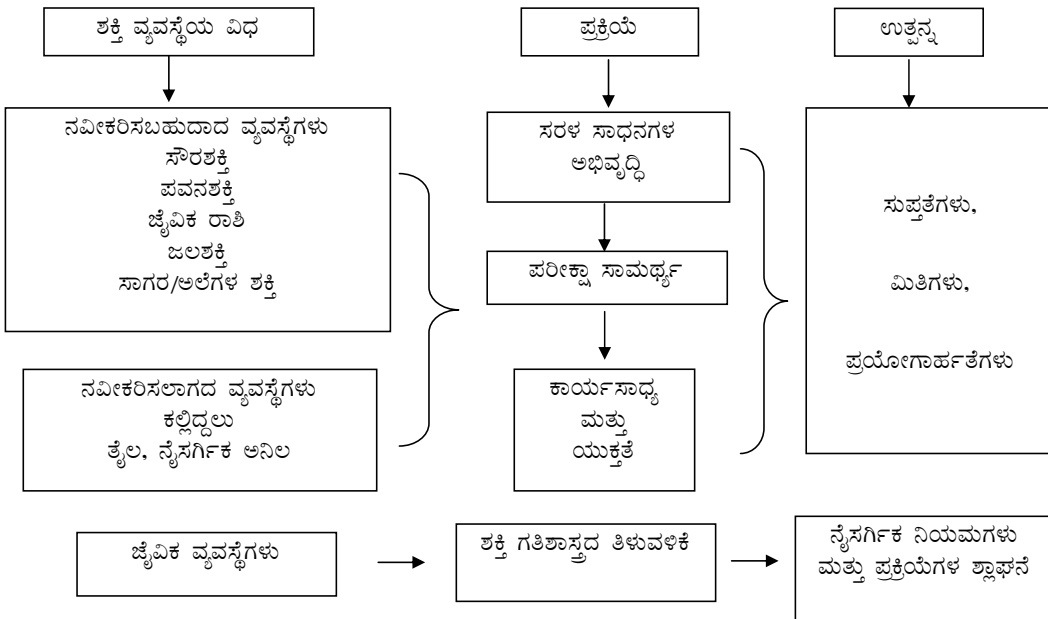 ಶಕ್ತಿ ವ್ಯವಸ್ಥೆಯ ವಿಧ
ಪ್ರಕ್ರಿಯೆ
ಉತ್ಪನ್ನ
ನವೀಕರಿಸಬಹುದಾದ ವ್ಯವಸ್ಥೆಗಳು
ಸೌರಶಕ್ತಿ
ಪವನಶಕ್ತಿ
ಜೈವಿಕ ರಾಶಿ
ಜಲಶಕ್ತಿ
ಸಾಗರ/ಅಲೆಗಳ ಶಕ್ತಿ
ನವೀಕರಿಸಲಾಗದ ವ್ಯವಸ್ಥೆಗಳು
ಕಲ್ಲಿದ್ದಲು
ತೈಲ, ನೈಸರ್ಗಿಕ ಅನಿಲ
ಸರಳ ಸಾಧನಗಳ
ಅಭಿವೃದ್ಧಿ
ಪರೀಕ್ಷಾ ಸಾಮರ್ಥ್ಯ
ಕಾರ್ಯಸಾಧ್ಯ
ಮತ್ತು
ಯುಕ್ತತೆ
ಸುಪ್ತತೆಗಳು,
ಮಿತಿಗಳು,
ಪ್ರಯೋಗಾರ್ಹತೆಗಳು
ಜೈವಿಕ ವ್ಯವಸ್ಥೆಗಳು
ಶಕ್ತಿ ಗತಿಶಾಸ್ತ್ರದ ತಿಳುವಳಿಕೆ
ನೈಸರ್ಗಿಕ ನಿಯಮಗಳು
ಮತ್ತು ಪ್ರಕ್ರಿಯೆಗಳ ಶ್ಲಾಘನೆ